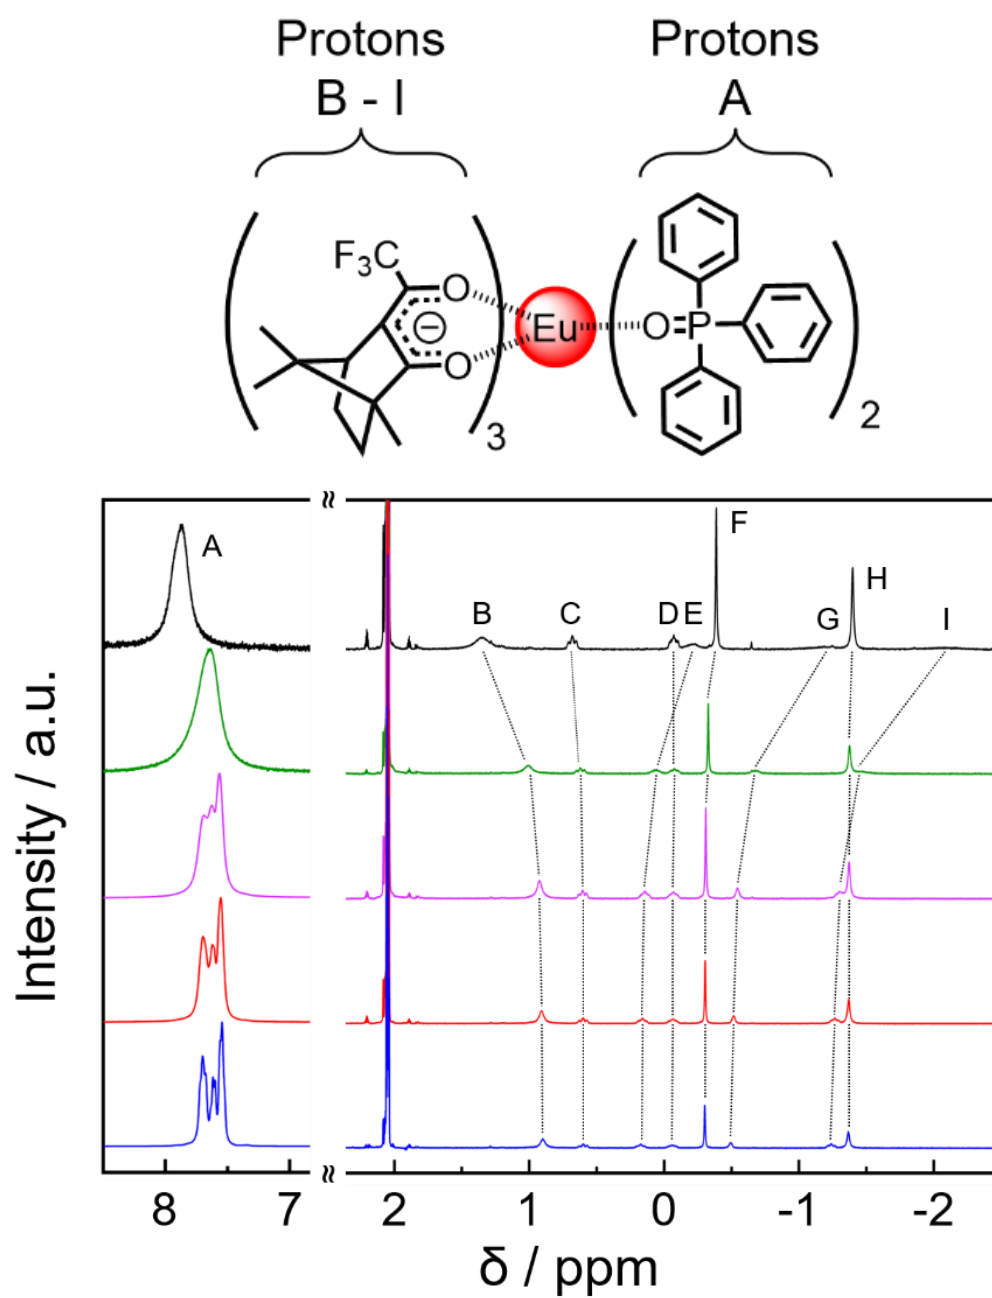 Protons
B - I
Protons
A
F₃C
O
⊖
O
3
Eu
O=P
2
A
B
C
D
E
F
G
H
I
Intensity / a.u.
8
7
2
1
0
-1
-2
δ / ppm